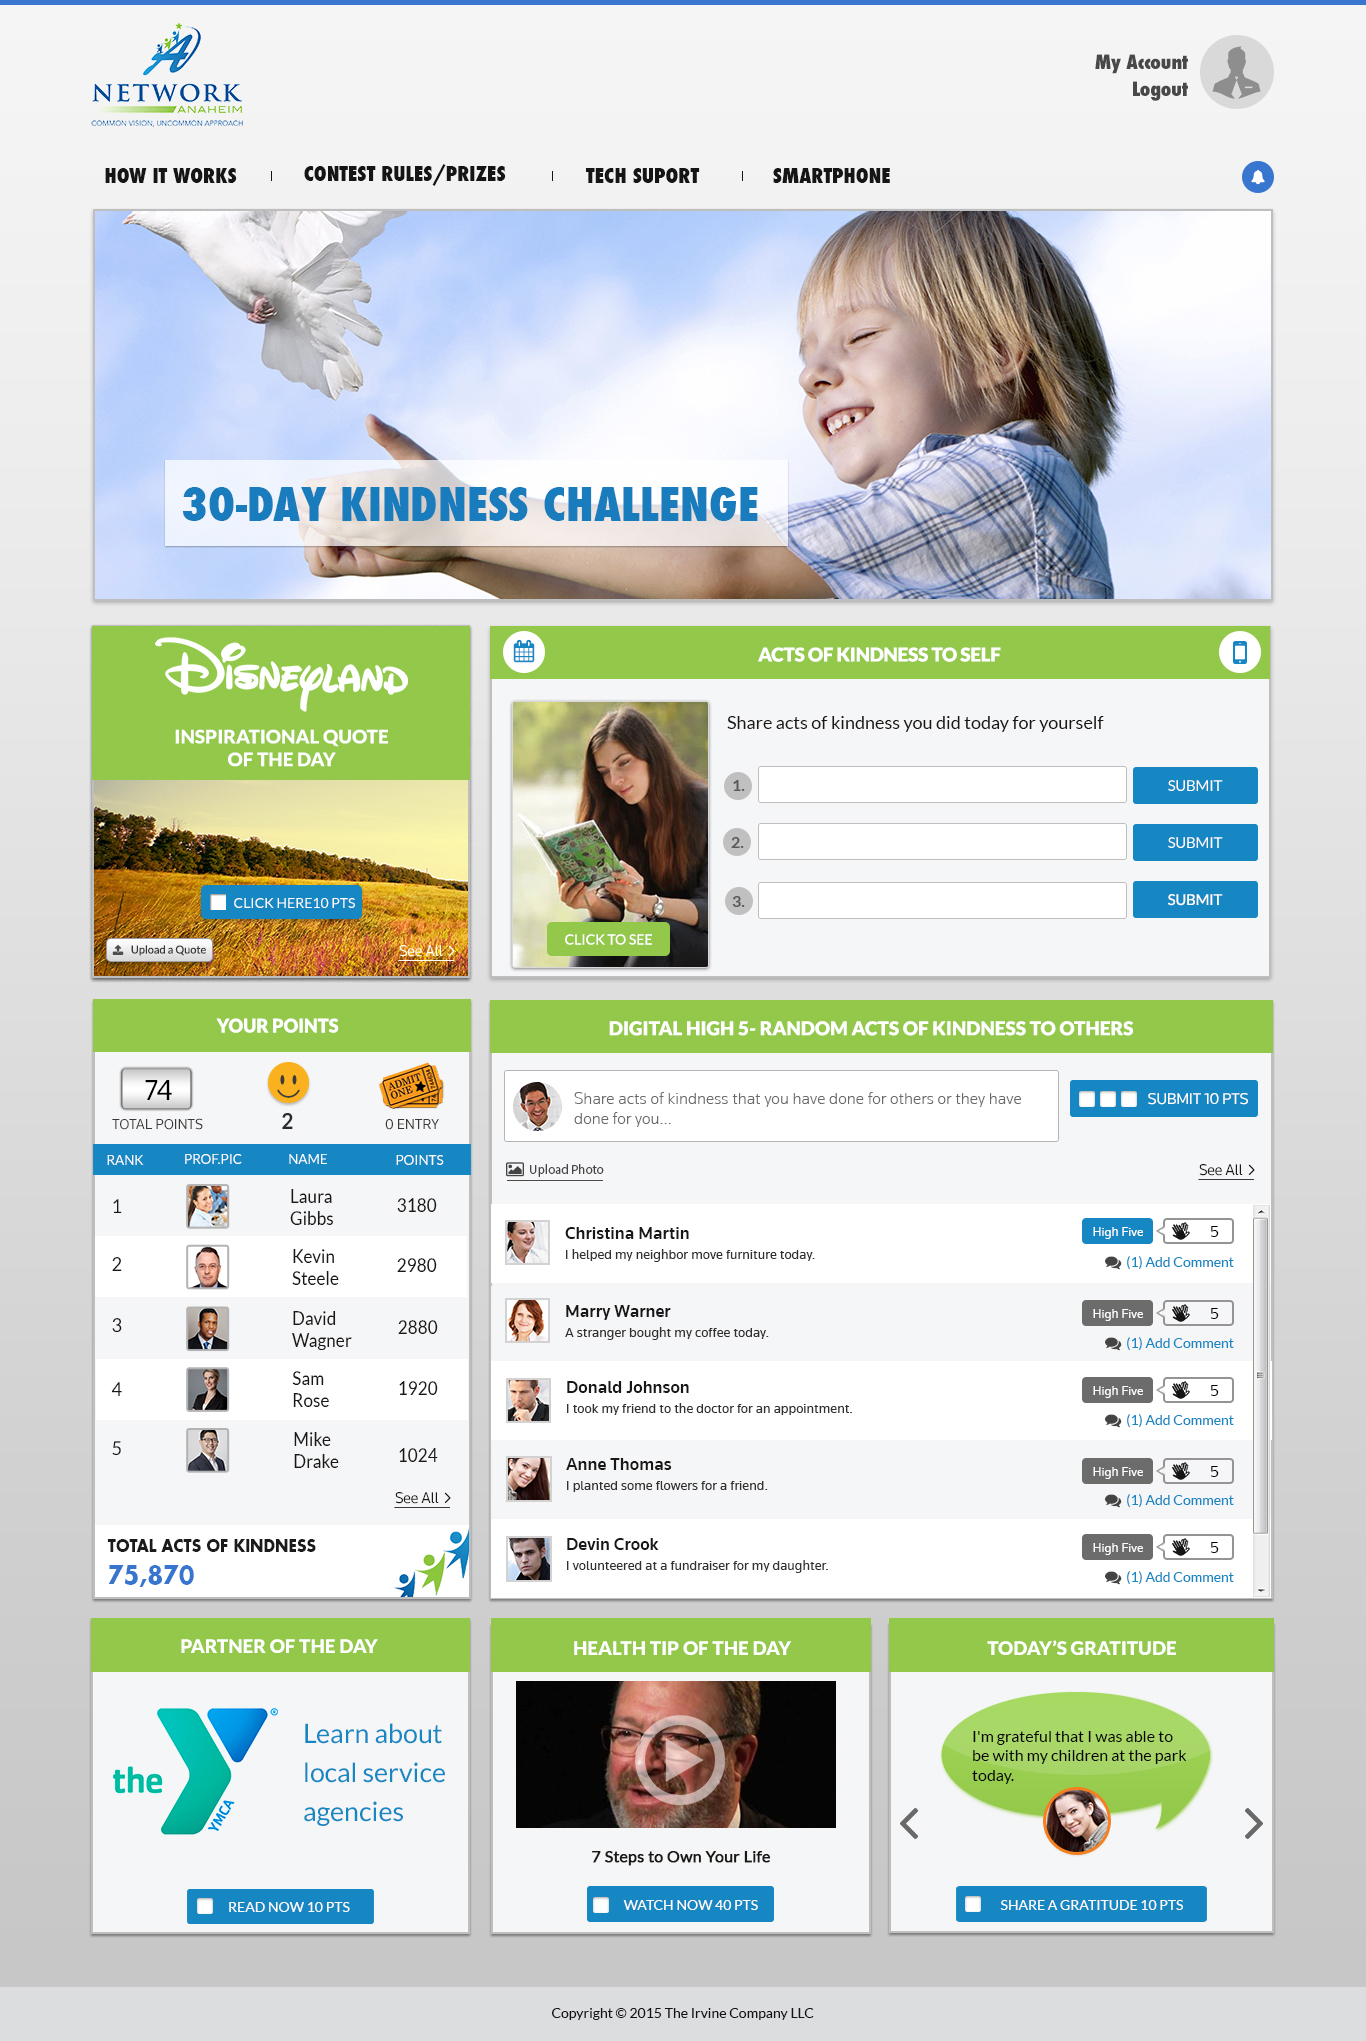 NETWORK
ANAHEIM
COMMON VISION, UNCOMMON APPROACH
My Account
Logout
HOW IT WORKS
CONTEST RULES/PRIZES
TECH SUPORT
SMARTPHONE
30-DAY KINDNESS CHALLENGE
DISNEYLAND
INSPIRATIONAL QUOTE
OF THE DAY
CLICK HERE10 PTS
Upload a Quote
See All
ACTS OF KINDNESS TO SELF
Share acts of kindness you did today for yourself
1.
SUBMIT
2.
SUBMIT
3.
SUBMIT
CLICK TO SEE
YOUR POINTS
74
TOTAL POINTS
2
ADMIT
ONE
0 ENTRY
RANK PROF.PIC NAME POINTS
1 Laura Gibbs 3180
2 Kevin Steele 2980
3 David Wagner 2880
4 Sam Rose 1920
5 Mike Drake 1024
See All
TOTAL ACTS OF KINDNESS
75,870
DIGITAL HIGH 5- RANDOM ACTS OF KINDNESS TO OTHERS
Share acts of kindness that you have done for others or they have
done for you...
SUBMIT 10 PTS
Upload Photo
See All
Christina Martin
I helped my neighbor move furniture today.
High Five 5
(1) Add Comment
Marry Warner
A stranger bought my coffee today.
High Five 5
(1) Add Comment
Donald Johnson
I took my friend to the doctor for an appointment.
High Five 5
(1) Add Comment
Anne Thomas
I planted some flowers for a friend.
High Five 5
(1) Add Comment
Devin Crook
I volunteered at a fundraiser for my daughter.
High Five 5
(1) Add Comment
PARTNER OF THE DAY
the
YMCA
®
Learn about
local service
agencies
READ NOW 10 PTS
HEALTH TIP OF THE DAY
7 Steps to Own Your Life
WATCH NOW 40 PTS
TODAY'S GRATITUDE
I'm grateful that I was able to
be with my children at the park
today.
SHARE A GRATITUDE 10 PTS
Copyright © 2015 The Irvine Company LLC